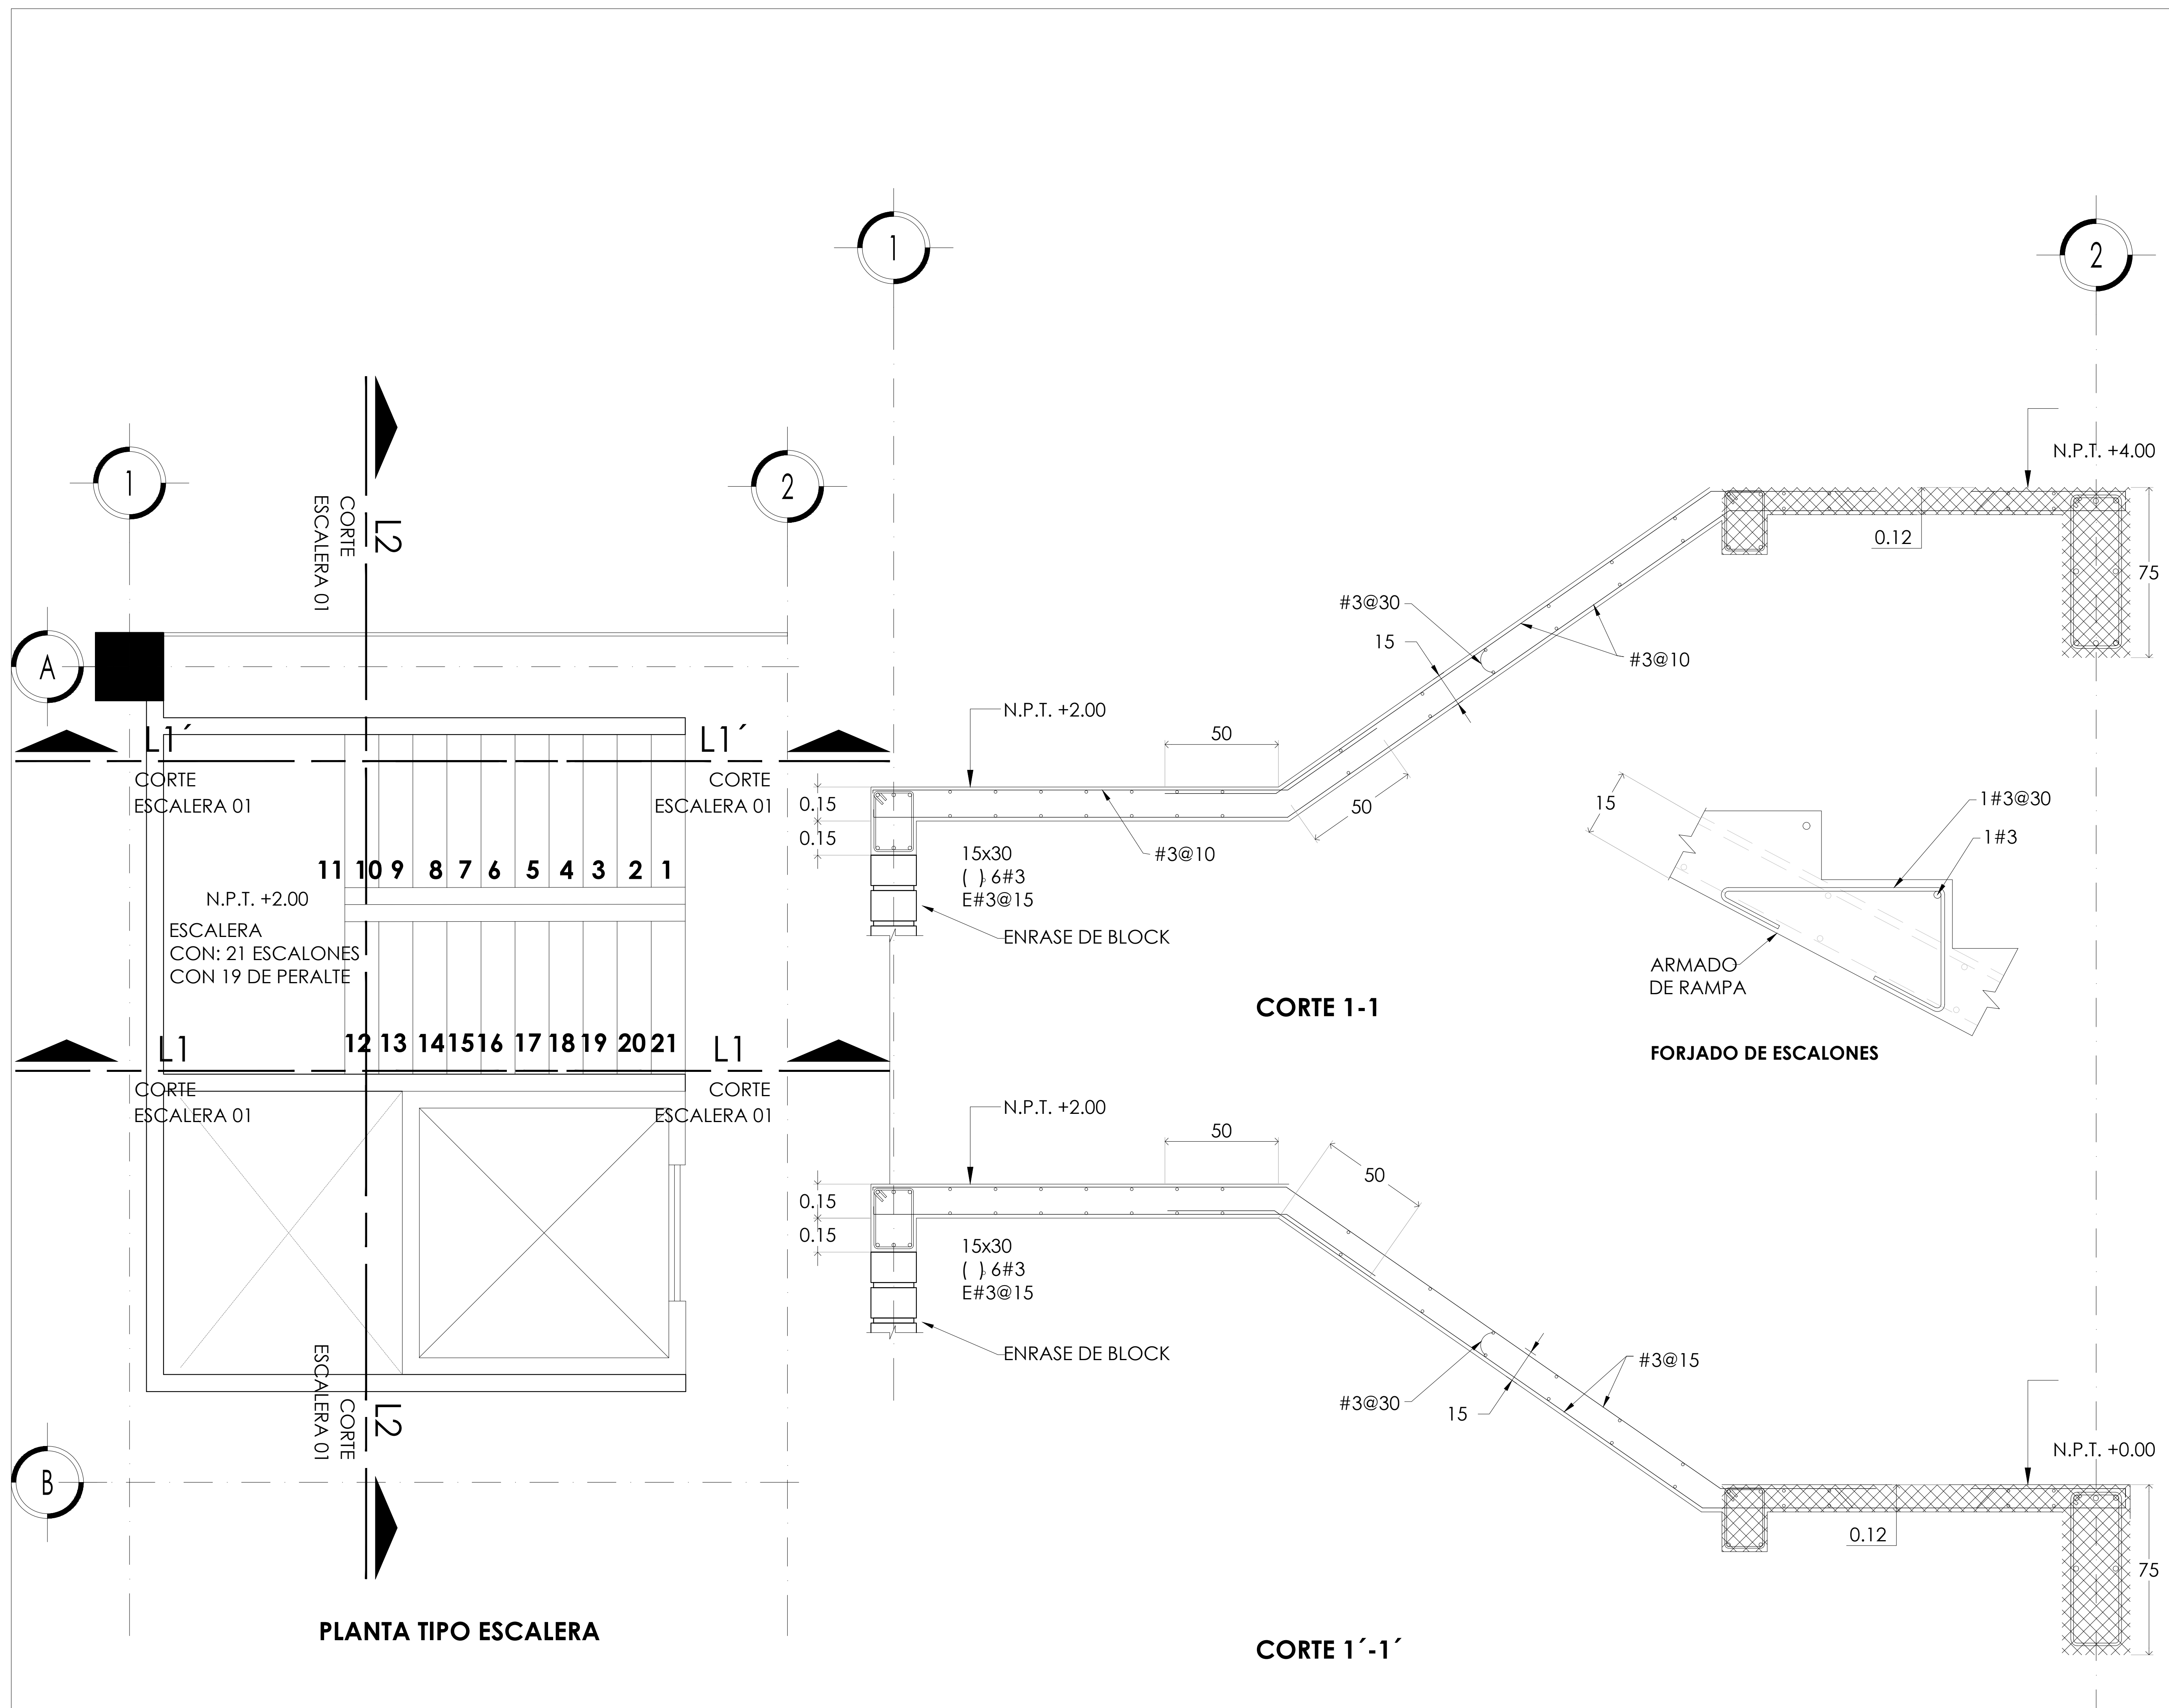 1
2
1
2
CORTE
ESCALERA 01
L2
N.P.T. +4.00
0.12
75
#3@30
15
#3@10
A
N.P.T. +2.00
50
L1´
L1´
CORTE
ESCALERA 01
CORTE
ESCALERA 01
0.15
0.15
50
15
1#3@30
1#3
11 10 9 8 7 6 5 4 3 2 1
15x30
( ) 6#3
E#3@15
#3@10
N.P.T. +2.00
ESCALERA
CON: 21 ESCALONES
CON 19 DE PERALTE
ENRASE DE BLOCK
ARMADO
DE RAMPA
CORTE 1-1
FORJADO DE ESCALONES
12 13 14 15 16 17 18 19 20 21
L1
L1
CORTE
ESCALERA 01
CORTE
ESCALERA 01
N.P.T. +2.00
50
50
0.15
0.15
15x30
( ) 6#3
E#3@15
ENRASE DE BLOCK
#3@30
15
#3@15
CORTE
ESCALERA 01
L2
B
N.P.T. +0.00
0.12
75
PLANTA TIPO ESCALERA
CORTE 1´-1´